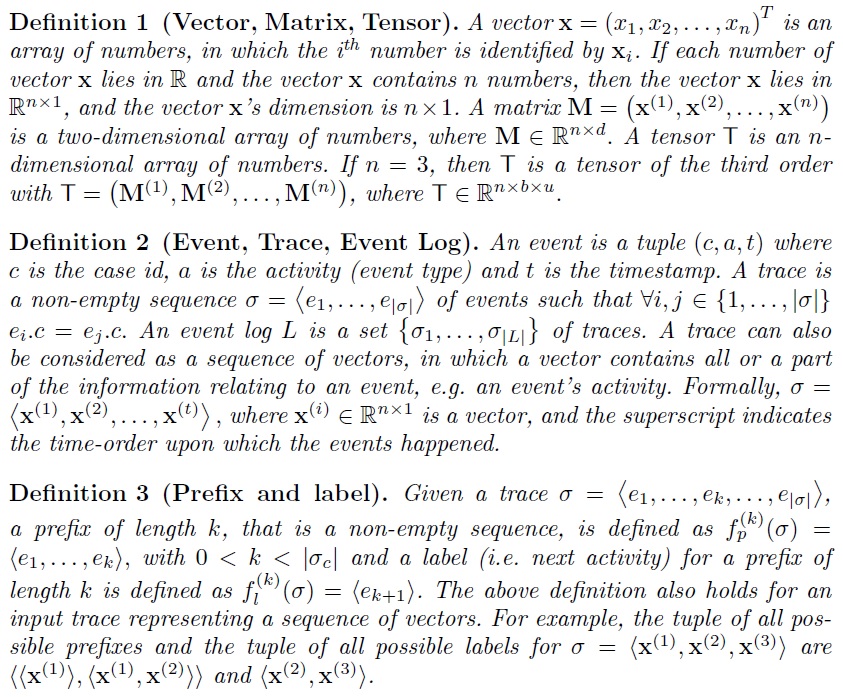 Definition 1 (Vector, Matrix, Tensor). A vector x = (x₁, x₂, . . . , xₙ)ᵀ is an
array of numbers, in which the iᵗʰ number is identified by xᵢ. If each number of
vector x lies in ℝ and the vector x contains n numbers, then the vector x lies in
ℝⁿˣ¹, and the vector x's dimension is n×1. A matrix M = (x⁽¹⁾, x⁽²⁾, . . . , x⁽ⁿ⁾)
is a two-dimensional array of numbers, where M ∈ ℝⁿˣᵈ. A tensor T is an n-
dimensional array of numbers. If n = 3, then T is a tensor of the third order
with T = (M⁽¹⁾, M⁽²⁾, . . . , M⁽ⁿ⁾), where T ∈ ℝⁿˣᵇˣᵘ.
Definition 2 (Event, Trace, Event Log). An event is a tuple (c, a, t) where
c is the case id, a is the activity (event type) and t is the timestamp. A trace is
a non-empty sequence σ = ⟨e₁, . . . , e_|σ|⟩ of events such that ∀i, j ∈ {1, . . . , |σ|}
eᵢ.c = eⱼ.c. An event log L is a set {σ₁, . . . , σ_|L|} of traces. A trace can also
be considered as a sequence of vectors, in which a vector contains all or a part
of the information relating to an event, e.g. an event's activity. Formally, σ =
⟨x⁽¹⁾, x⁽²⁾, . . . , x⁽ᵗ⁾⟩, where x⁽ⁱ⁾ ∈ ℝⁿˣ¹ is a vector, and the superscript indicates
the time-order upon which the events happened.
Definition 3 (Prefix and label). Given a trace σ = ⟨e₁, . . . , eₖ, . . . , e_|σ|⟩,
a prefix of length k, that is a non-empty sequence, is defined as f_p^(k)(σ) =
⟨e₁, . . . , eₖ⟩, with 0 < k < |σ_c| and a label (i.e. next activity) for a prefix of
length k is defined as f_l^(k)(σ) = ⟨eₖ₊₁⟩. The above definition also holds for an
input trace representing a sequence of vectors. For example, the tuple of all pos-
sible prefixes and the tuple of all possible labels for σ = ⟨x⁽¹⁾, x⁽²⁾, x⁽³⁾⟩ are
⟨⟨x⁽¹⁾⟩, ⟨x⁽¹⁾, x⁽²⁾⟩⟩ and ⟨x⁽²⁾, x⁽³⁾⟩.